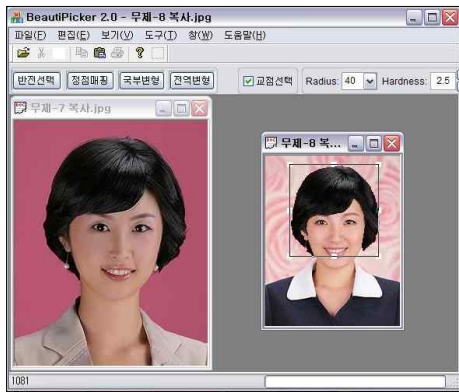 BeautiPicker 2.0 - 무제-8 복사.jpg
파일(F) 편집(E) 보기(V) 도구(T) 창(W) 도움말(H)
반전선택 정점매핑 국부변형 전역변형 교점선택 Radius: 40 Hardness: 2.5
무제-7 복사.jpg
무제-8 복...
1081